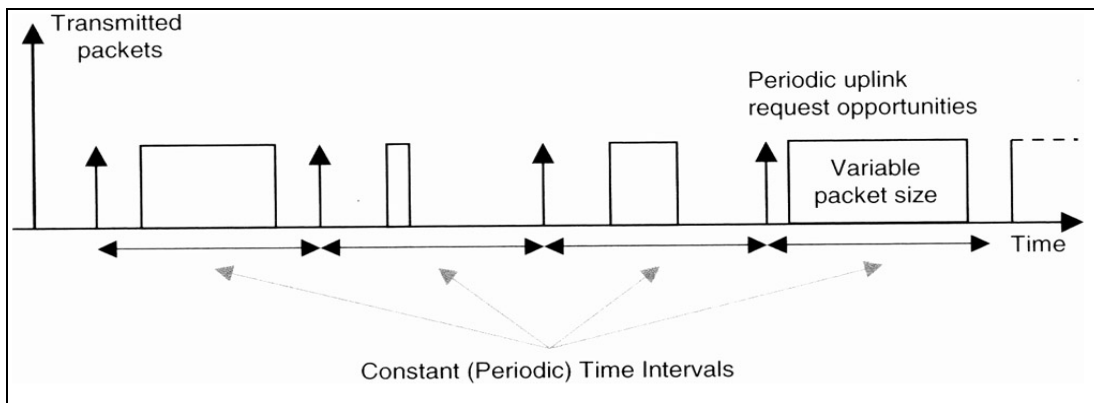 Transmitted
packets
Periodic uplink
request opportunities
Variable
packet size
Time
Constant (Periodic) Time Intervals